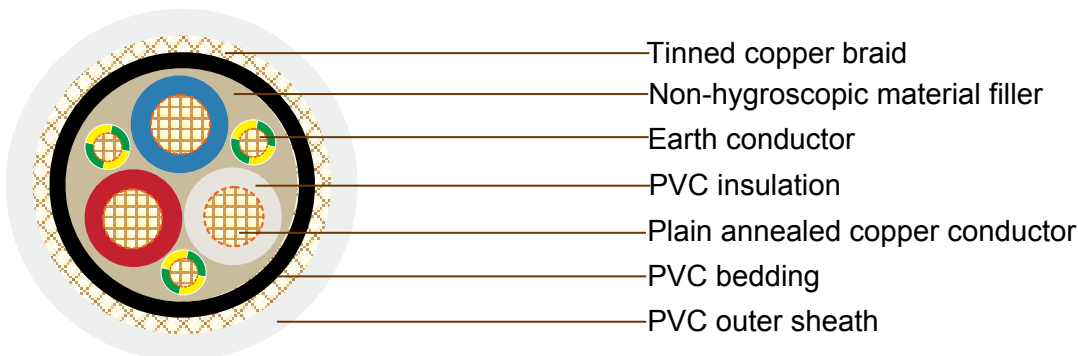 Tinned copper braid
Non-hygroscopic material filler
Earth conductor
PVC insulation
Plain annealed copper conductor
PVC bedding
PVC outer sheath